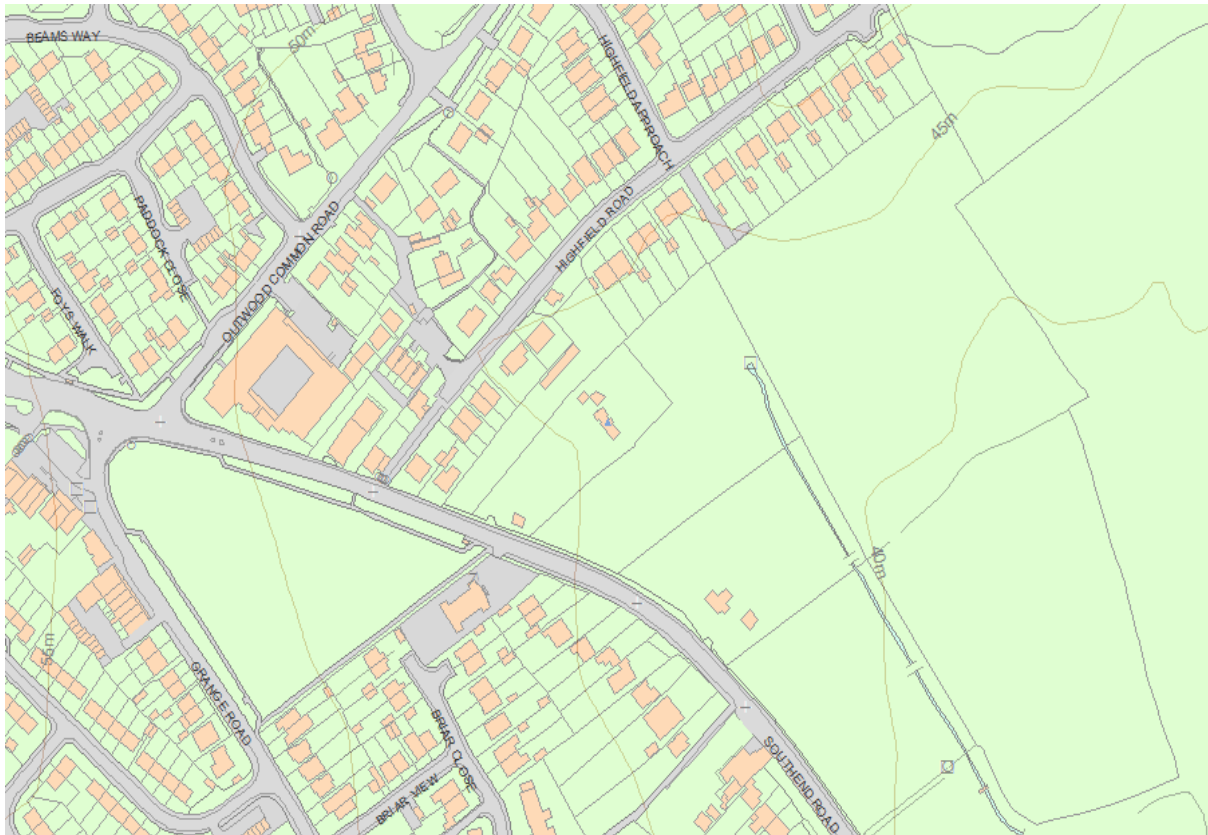 BEAMS WAY
50m
HIGHFIELD APPROACH
45m
PADDOCK CLOSE
OUTWOOD COMMON ROAD
HIGHFIELD ROAD
FOYS WALK
40m
55m
GRANGE ROAD
BRIAR CLOSE
BRIAR VIEW
SOUTHEND ROAD